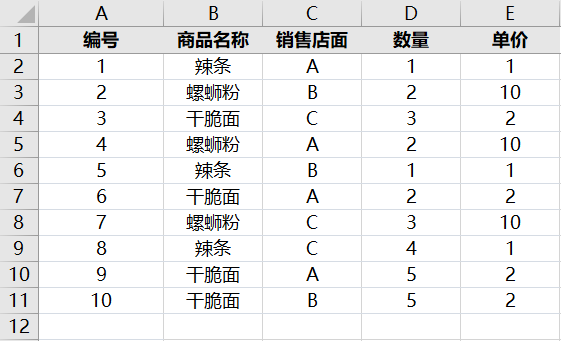 A B C D E
1 编号 商品名称 销售店面 数量 单价
2 1 辣条 A 1 1
3 2 螺蛳粉 B 2 10
4 3 干脆面 C 3 2
5 4 螺蛳粉 A 2 10
6 5 辣条 B 1 1
7 6 干脆面 A 2 2
8 7 螺蛳粉 C 3 10
9 8 辣条 C 4 1
10 9 干脆面 A 5 2
11 10 干脆面 B 5 2
12